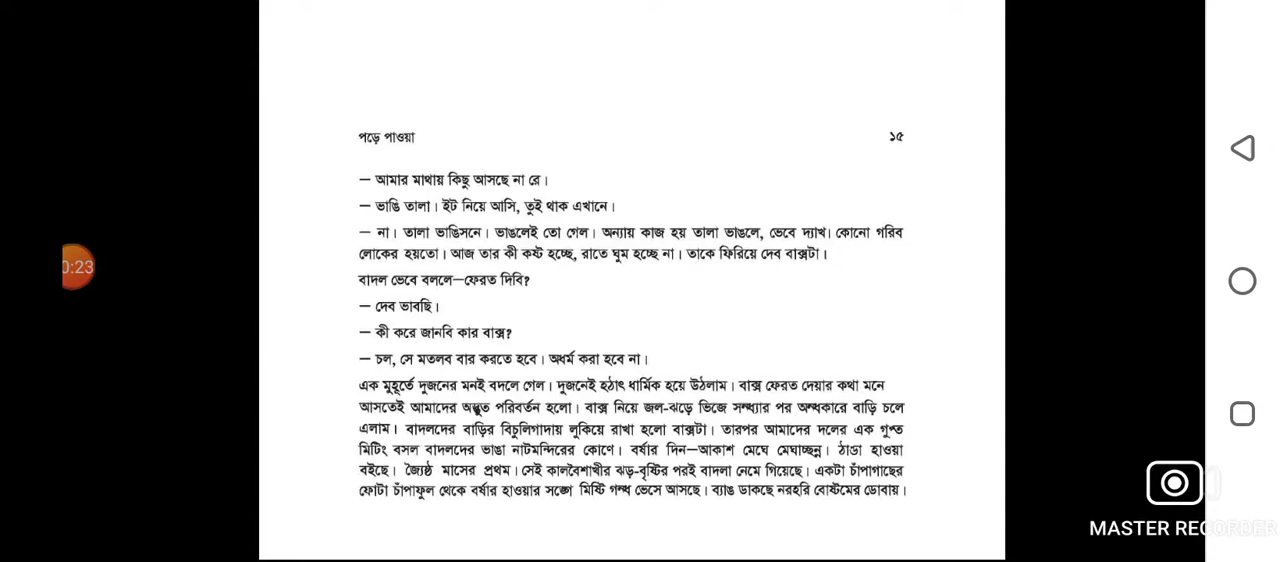 পড়ে পাওয়া ১৫
— আমার মাথায় কিছু আসছে না রে।
— ভাঙি তালা। ইট নিয়ে আসি, তুই থাক এখানে।
— না। তালা ভাঙিসনে। ভাঙলেই তো গেল। অন্যায় কাজ হয় তালা ভাঙলে, ভেবে দ্যাখ। কোনো গরিব
লোকের হয়তো। আজ তার কী কষ্ট হচ্ছে, রাতে ঘুম হচ্ছে না। তাকে ফিরিয়ে দেব বাক্সটা।
বাদল ভেবে বললে—ফেরত দিবি?
— দেব ভাবছি।
— কী করে জানবি কার বাক্স?
— চল, সে মতলব বার করতে হবে। অধর্ম করা হবে না।
এক মুহূর্তে দুজনের মনই বদলে গেল। দুজনেই হঠাৎ ধার্মিক হয়ে উঠলাম। বাক্স ফেরত দেয়ার কথা মনে
আসতেই আমাদের অদ্ভুত পরিবর্তন হলো। বাক্স নিয়ে জল-ঝড়ে ভিজে সন্ধ্যার পর অন্ধকারে বাড়ি চলে
এলাম। বাদলদের বাড়ির বিচুলিগাদায় লুকিয়ে রাখা হলো বাক্সটা। তারপর আমাদের দলের এক গুপ্ত
মিটিং বসল বাদলদের ভাঙা নাটমন্দিরের কোণে। বর্ষার দিন—আকাশ মেঘে মেঘাচ্ছন্ন। ঠাণ্ডা হাওয়া
বইছে। জ্যৈষ্ঠ মাসের প্রথম। সেই কালবৈশাখীর ঝড়-বৃষ্টির পরই বাদলা নেমে গিয়েছে। একটা চাঁপাগাছের
ফোটা চাঁপাফুল থেকে বর্ষার হাওয়ার সঙ্গে মিষ্টি গন্ধ ভেসে আসছে। ব্যাঙ ডাকছে নরহরি বোষ্টমের ডোবায়।
0:23
MASTER RECORDER